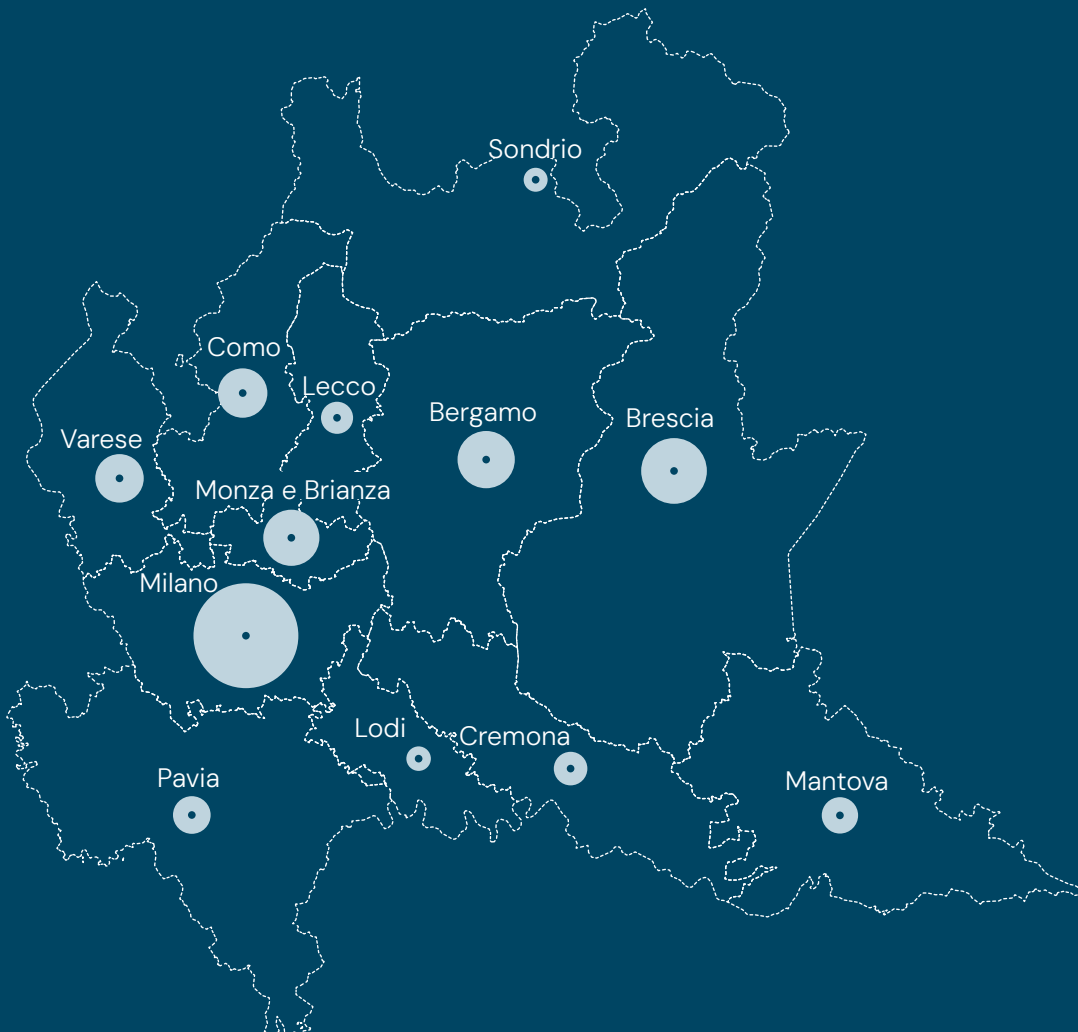 Sondrio
Como
Lecco
Bergamo
Brescia
Varese
Monza e Brianza
Milano
Lodi
Cremona
Pavia
Mantova